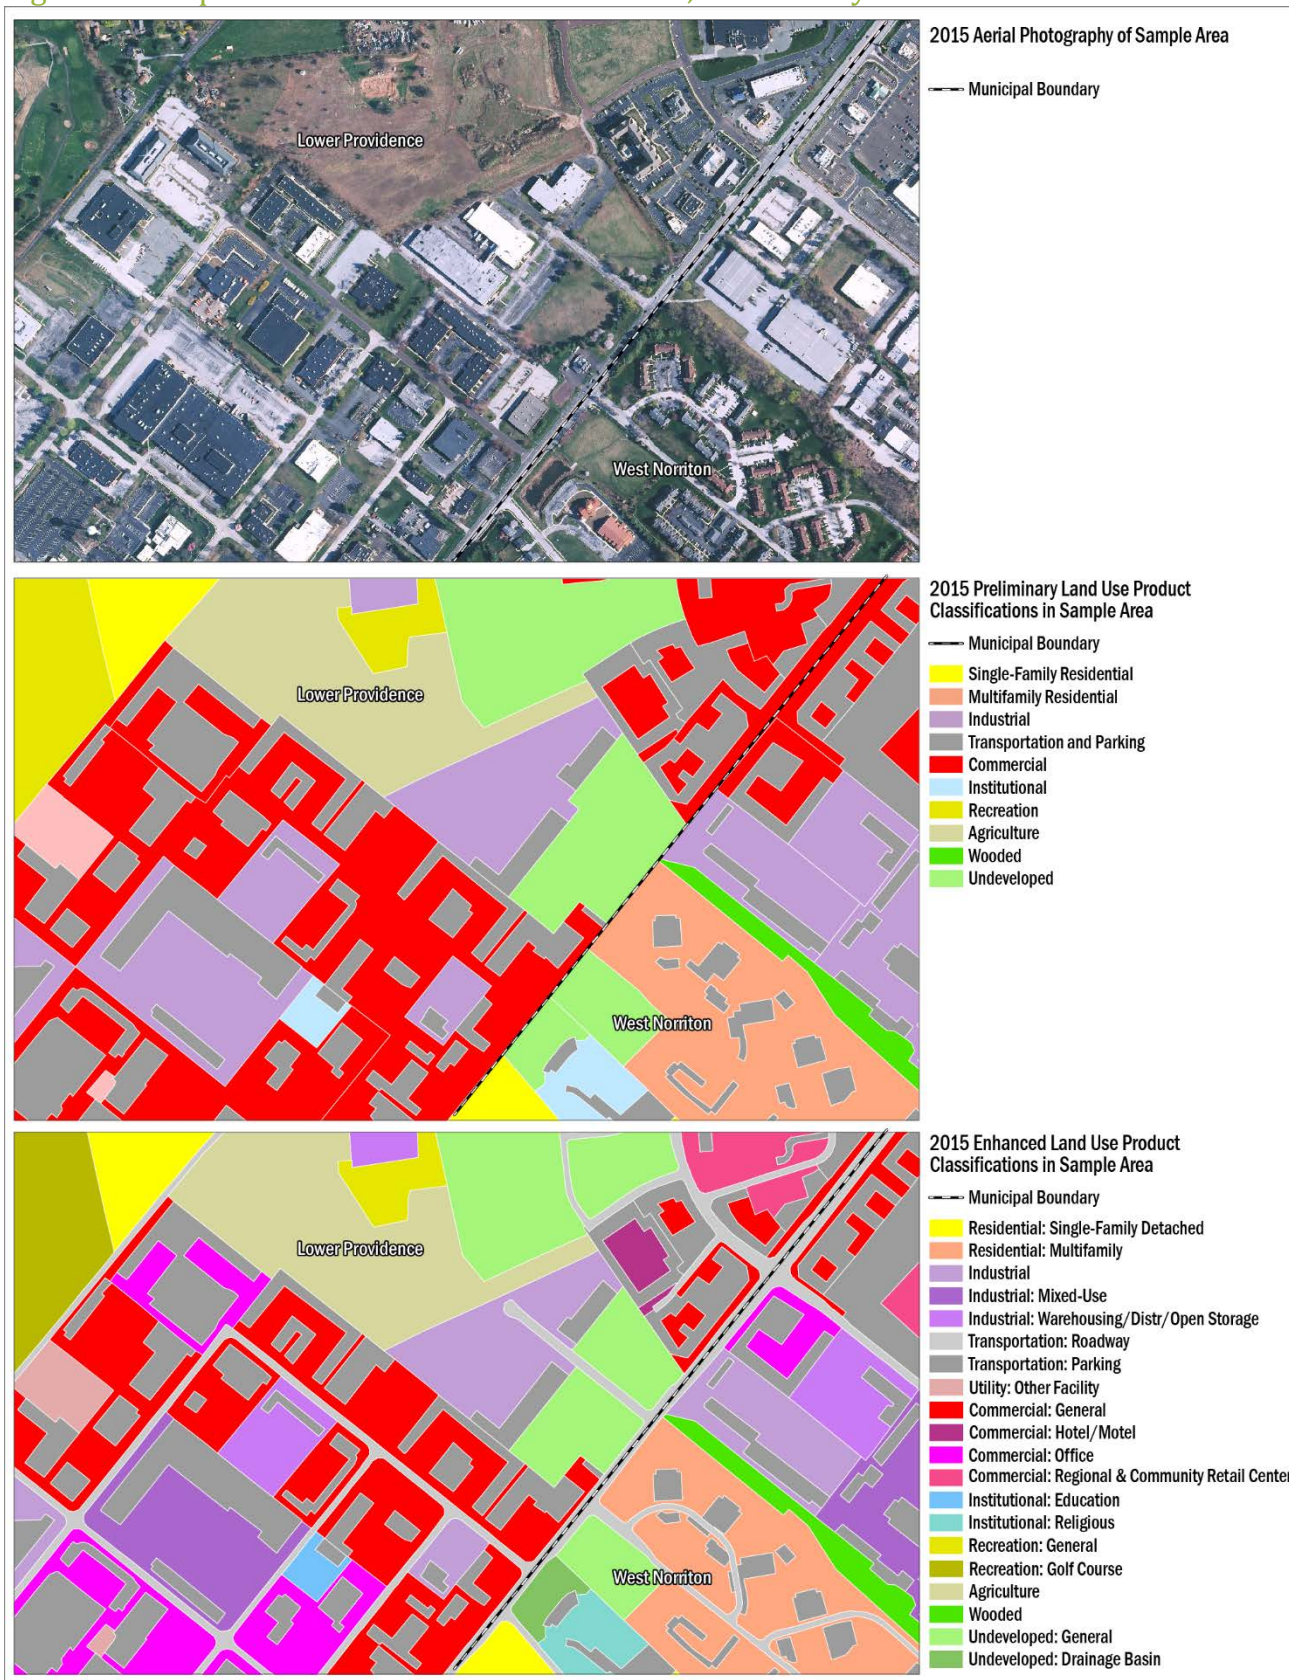 2015 Aerial Photography of Sample Area
Municipal Boundary
Lower Providence
West Norriton
2015 Preliminary Land Use Product
Classifications in Sample Area
Municipal Boundary
Single-Family Residential
Multifamily Residential
Industrial
Transportation and Parking
Commercial
Institutional
Recreation
Agriculture
Wooded
Undeveloped
Lower Providence
West Norriton
2015 Enhanced Land Use Product
Classifications in Sample Area
Municipal Boundary
Residential: Single-Family Detached
Residential: Multifamily
Industrial
Industrial: Mixed-Use
Industrial: Warehousing/Distr/Open Storage
Transportation: Roadway
Transportation: Parking
Utility: Other Facility
Commercial: General
Commercial: Hotel/Motel
Commercial: Office
Commercial: Regional & Community Retail Center
Institutional: Education
Institutional: Religious
Recreation: General
Recreation: Golf Course
Agriculture
Wooded
Undeveloped: General
Undeveloped: Drainage Basin
Lower Providence
West Norriton